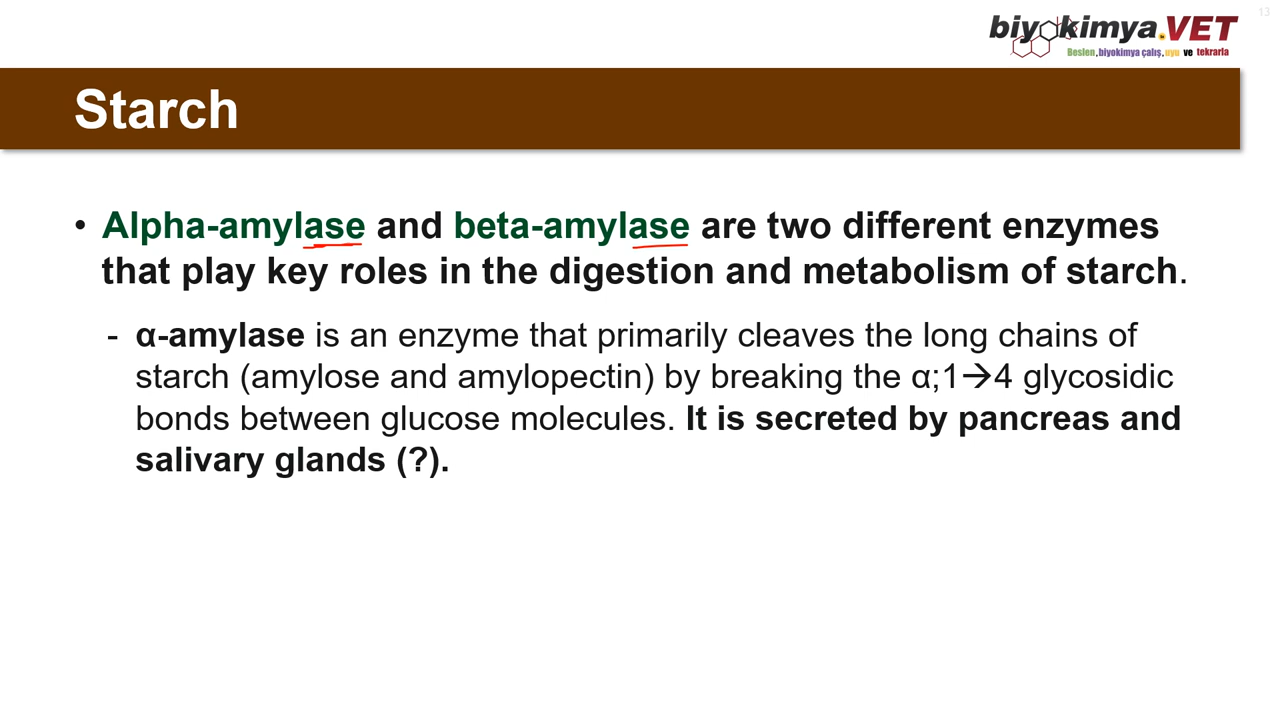 13
biyokimya.VET
Beslen,biyokimya çalış,uyu ve tekrarla
Starch
• Alpha-amylase and beta-amylase are two different enzymes
that play key roles in the digestion and metabolism of starch.
- α-amylase is an enzyme that primarily cleaves the long chains of
starch (amylose and amylopectin) by breaking the α;1→4 glycosidic
bonds between glucose molecules. It is secreted by pancreas and
salivary glands (?).